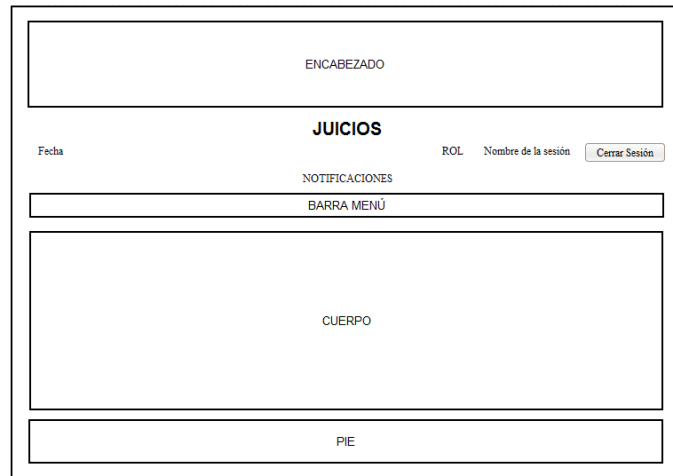 ENCABEZADO
JUICIOS
Fecha ROL Nombre de la sesión Cerrar Sesión
NOTIFICACIONES
BARRA MENÚ
CUERPO
PIE